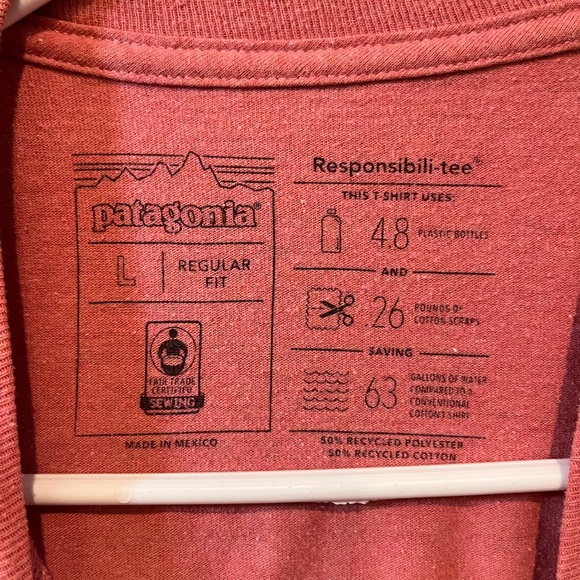 patagonia®
L
REGULAR
FIT
FAIR TRADE
CERTIFIED
SEWING
MADE IN MEXICO
Responsibili-tee®
THIS T-SHIRT USES:
4.8 PLASTIC BOTTLES
AND
.26 POUNDS OF
COTTON SCRAPS
SAVING
63 GALLONS OF WATER
COMPARED TO A
CONVENTIONAL
COTTON T-SHIRT
50% RECYCLED POLYESTER
50% RECYCLED COTTON